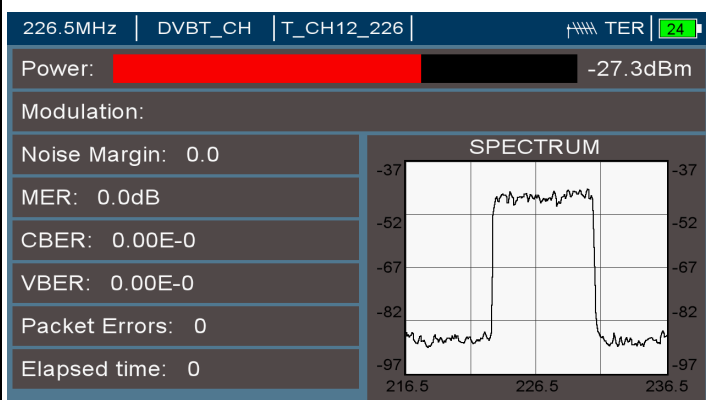 226.5MHz DVBT_CH T_CH12_226 TER 24
Power: -27.3dBm
Modulation:
Noise Margin: 0.0
MER: 0.0dB
CBER: 0.00E-0
VBER: 0.00E-0
Packet Errors: 0
Elapsed time: 0
SPECTRUM
-37 -37
-52 -52
-67 -67
-82 -82
-97 -97
216.5 226.5 236.5